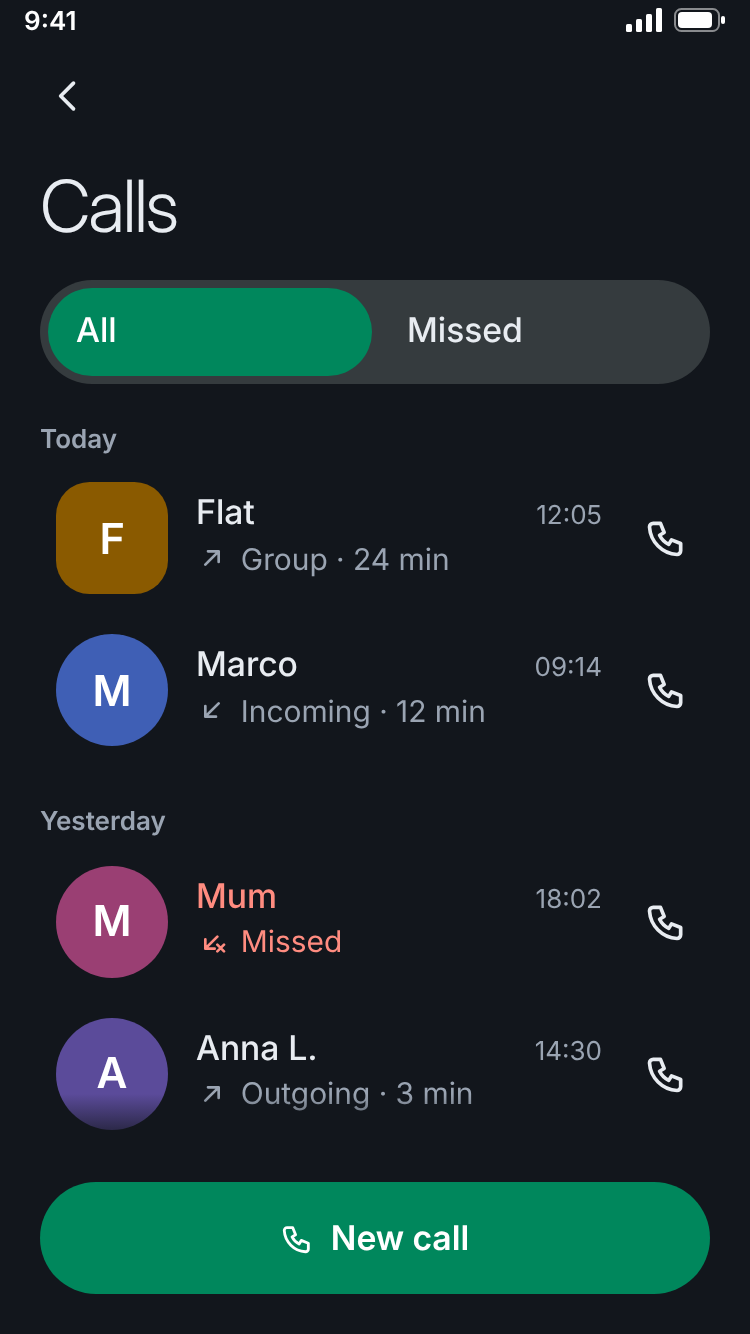 9:41
Calls
All Missed
Today
F
Flat 12:05
Group · 24 min
M
Marco 09:14
Incoming · 12 min
Yesterday
M
Mum 18:02
Missed
A
Anna L. 14:30
Outgoing · 3 min
New call